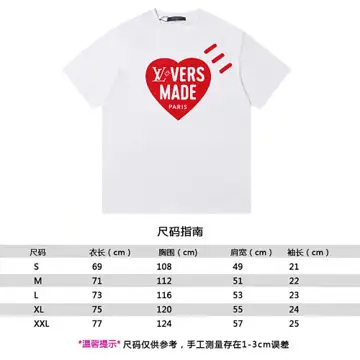 LV VERS
MADE
PARIS
尺码指南
尺码 衣长(cm) 胸围(cm) 肩宽(cm) 袖长(cm)
S 69 108 49 21
M 71 112 51 22
L 73 116 53 23
XL 75 120 55 24
XXL 77 124 57 25
*温馨提示* 尺码仅供参考,手工测量存在1-3cm误差